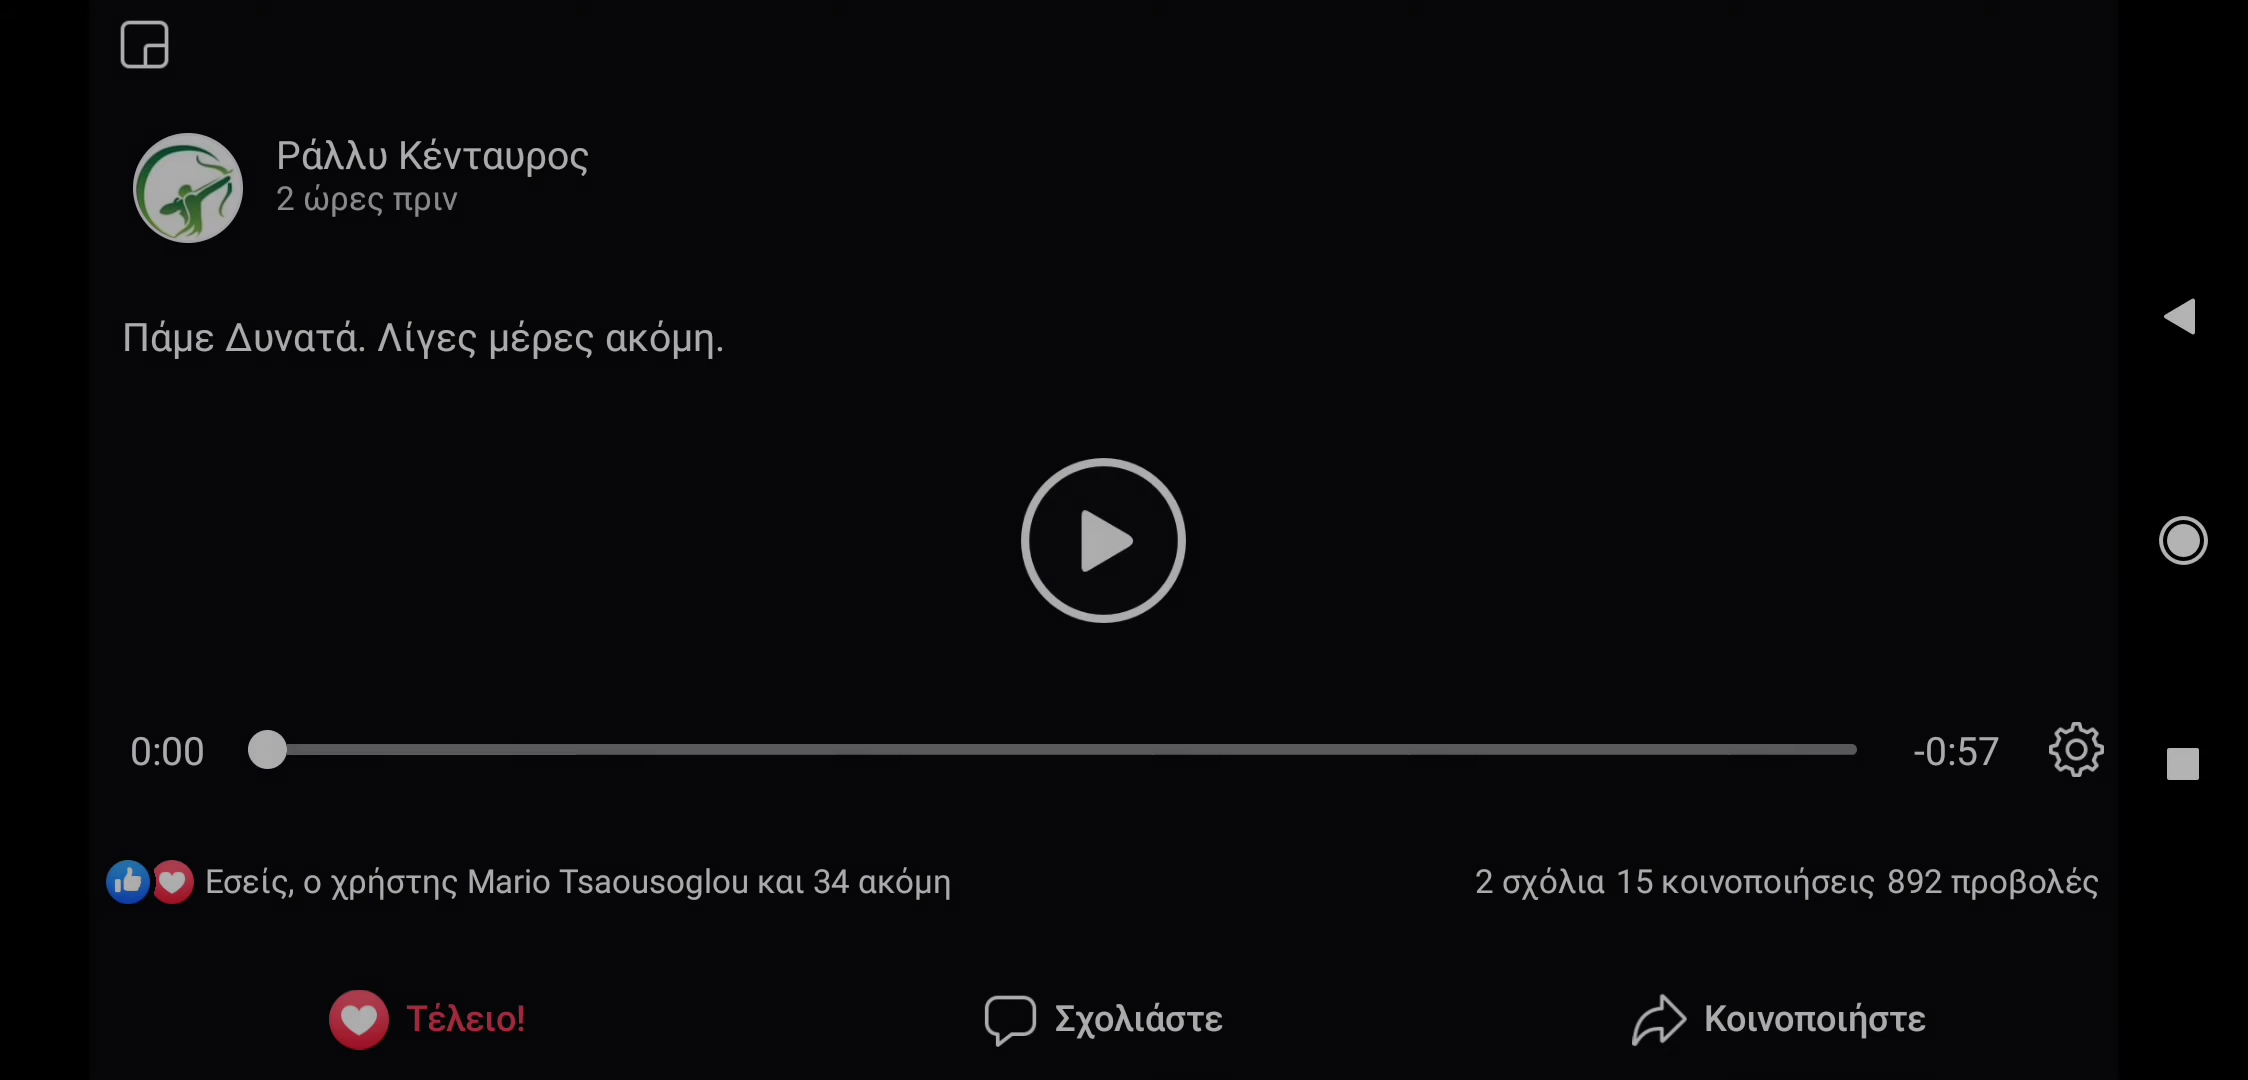 Ράλλυ Κένταυρος
2 ώρες πριν
Πάμε Δυνατά. Λίγες μέρες ακόμη.
0:00
-0:57
Εσείς, ο χρήστης Mario Tsaousoglou και 34 ακόμη
2 σχόλια 15 κοινοποιήσεις 892 προβολές
Τέλειο!
Σχολιάστε
Κοινοποιήστε